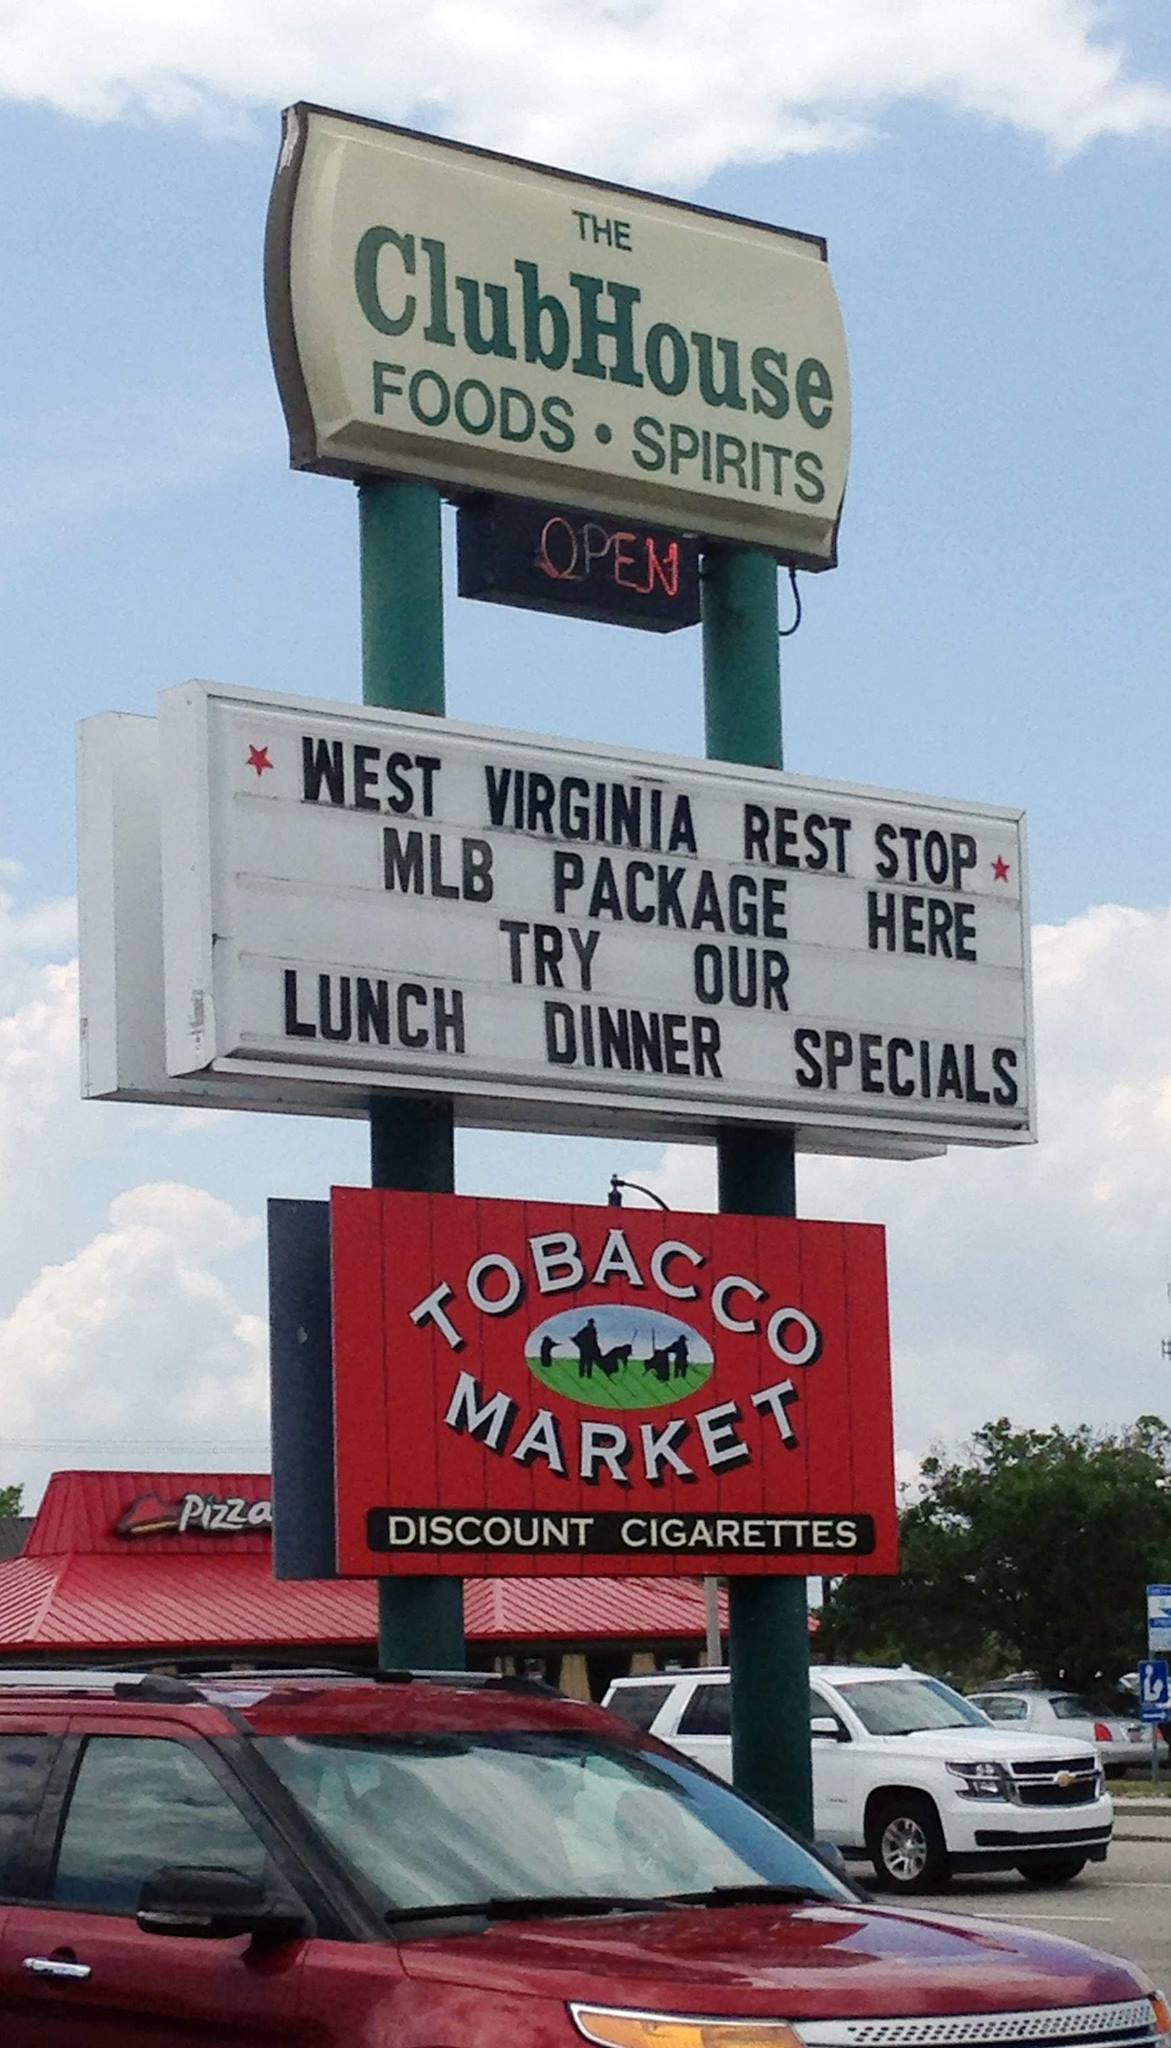 THE
ClubHouse
FOODS • SPIRITS
OPEN
WEST VIRGINIA REST STOP
MLB PACKAGE HERE
TRY OUR
LUNCH DINNER SPECIALS
TOBACCO
MARKET
DISCOUNT CIGARETTES
Pizza